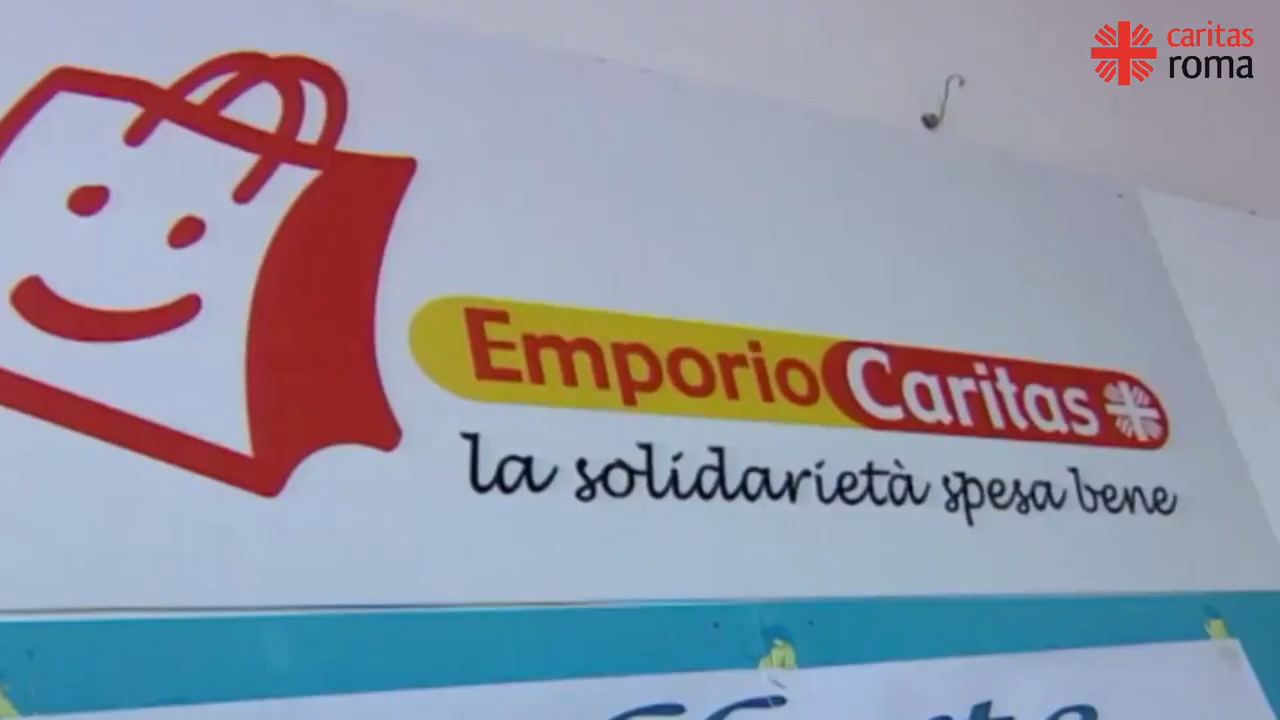 caritas
roma
Emporio Caritas
la solidarietà spesa bene